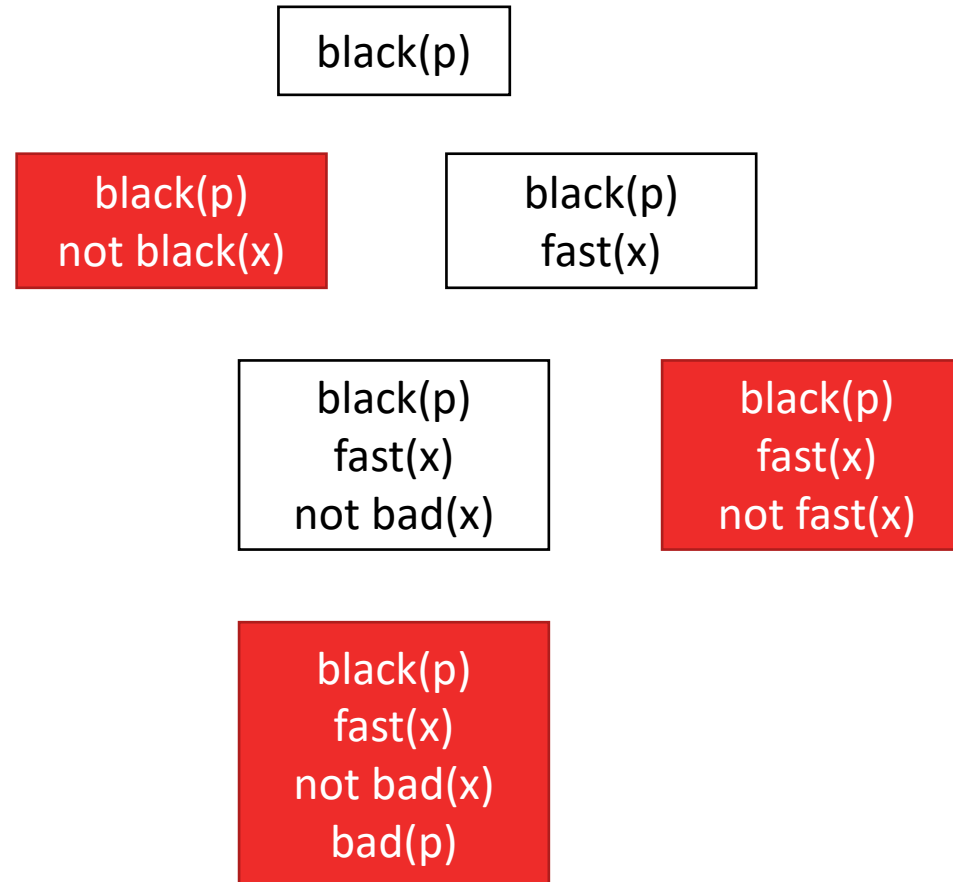 black(p)
black(p)
not black(x)
black(p)
fast(x)
black(p)
fast(x)
not bad(x)
black(p)
fast(x)
not fast(x)
black(p)
fast(x)
not bad(x)
bad(p)